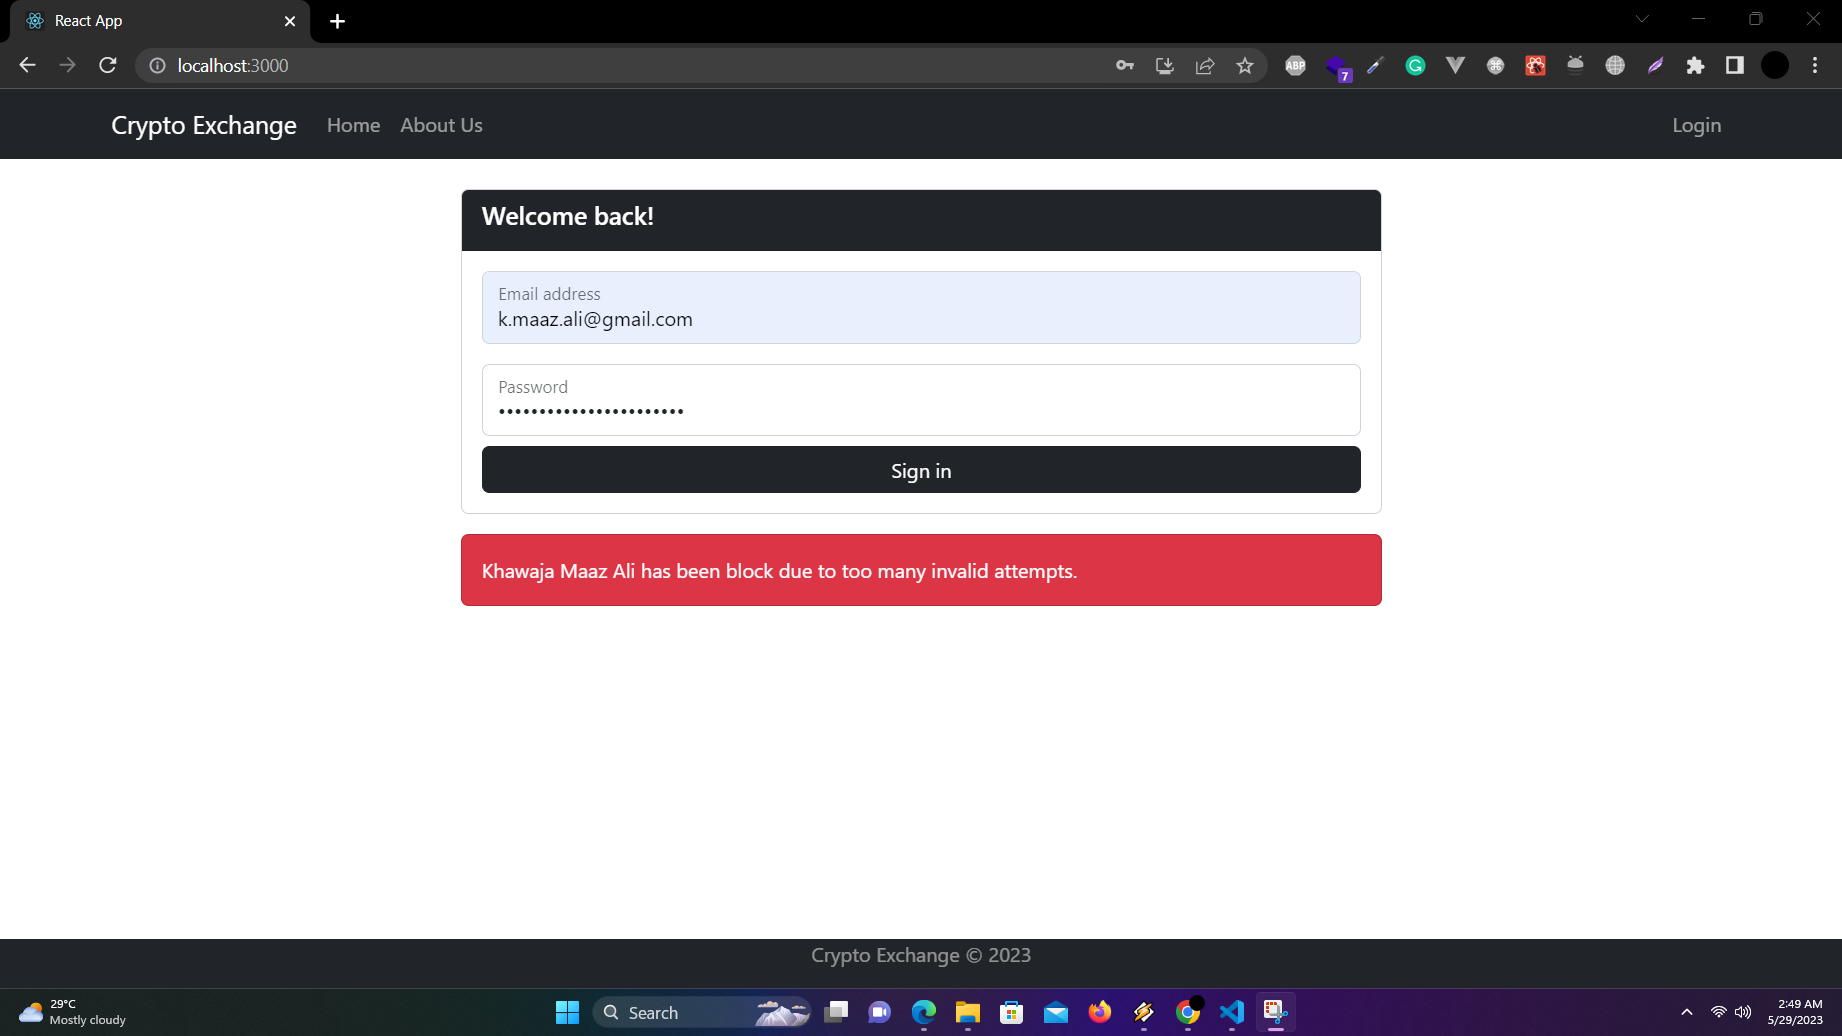 React App
localhost:3000
ABP
7
Crypto Exchange
Home
About Us
Login
Welcome back!
Email address
k.maaz.ali@gmail.com
Password
Sign in
Khawaja Maaz Ali has been block due to too many invalid attempts.
Crypto Exchange © 2023
29°C
Mostly cloudy
Search
2:49 AM
5/29/2023